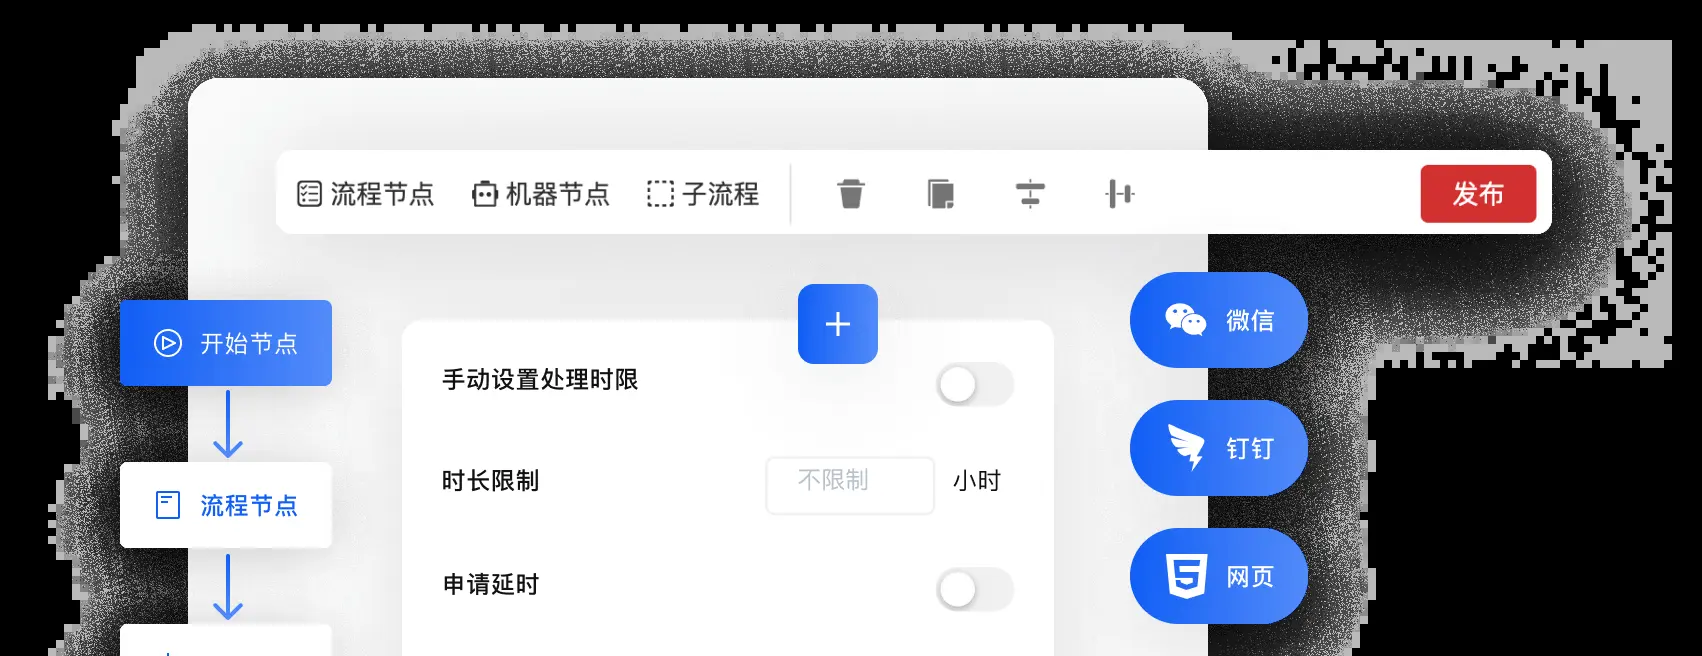 流程节点 机器节点 子流程 发布
开始节点
流程节点
手动设置处理时限
时长限制 不限制 小时
申请延时
微信
钉钉
网页